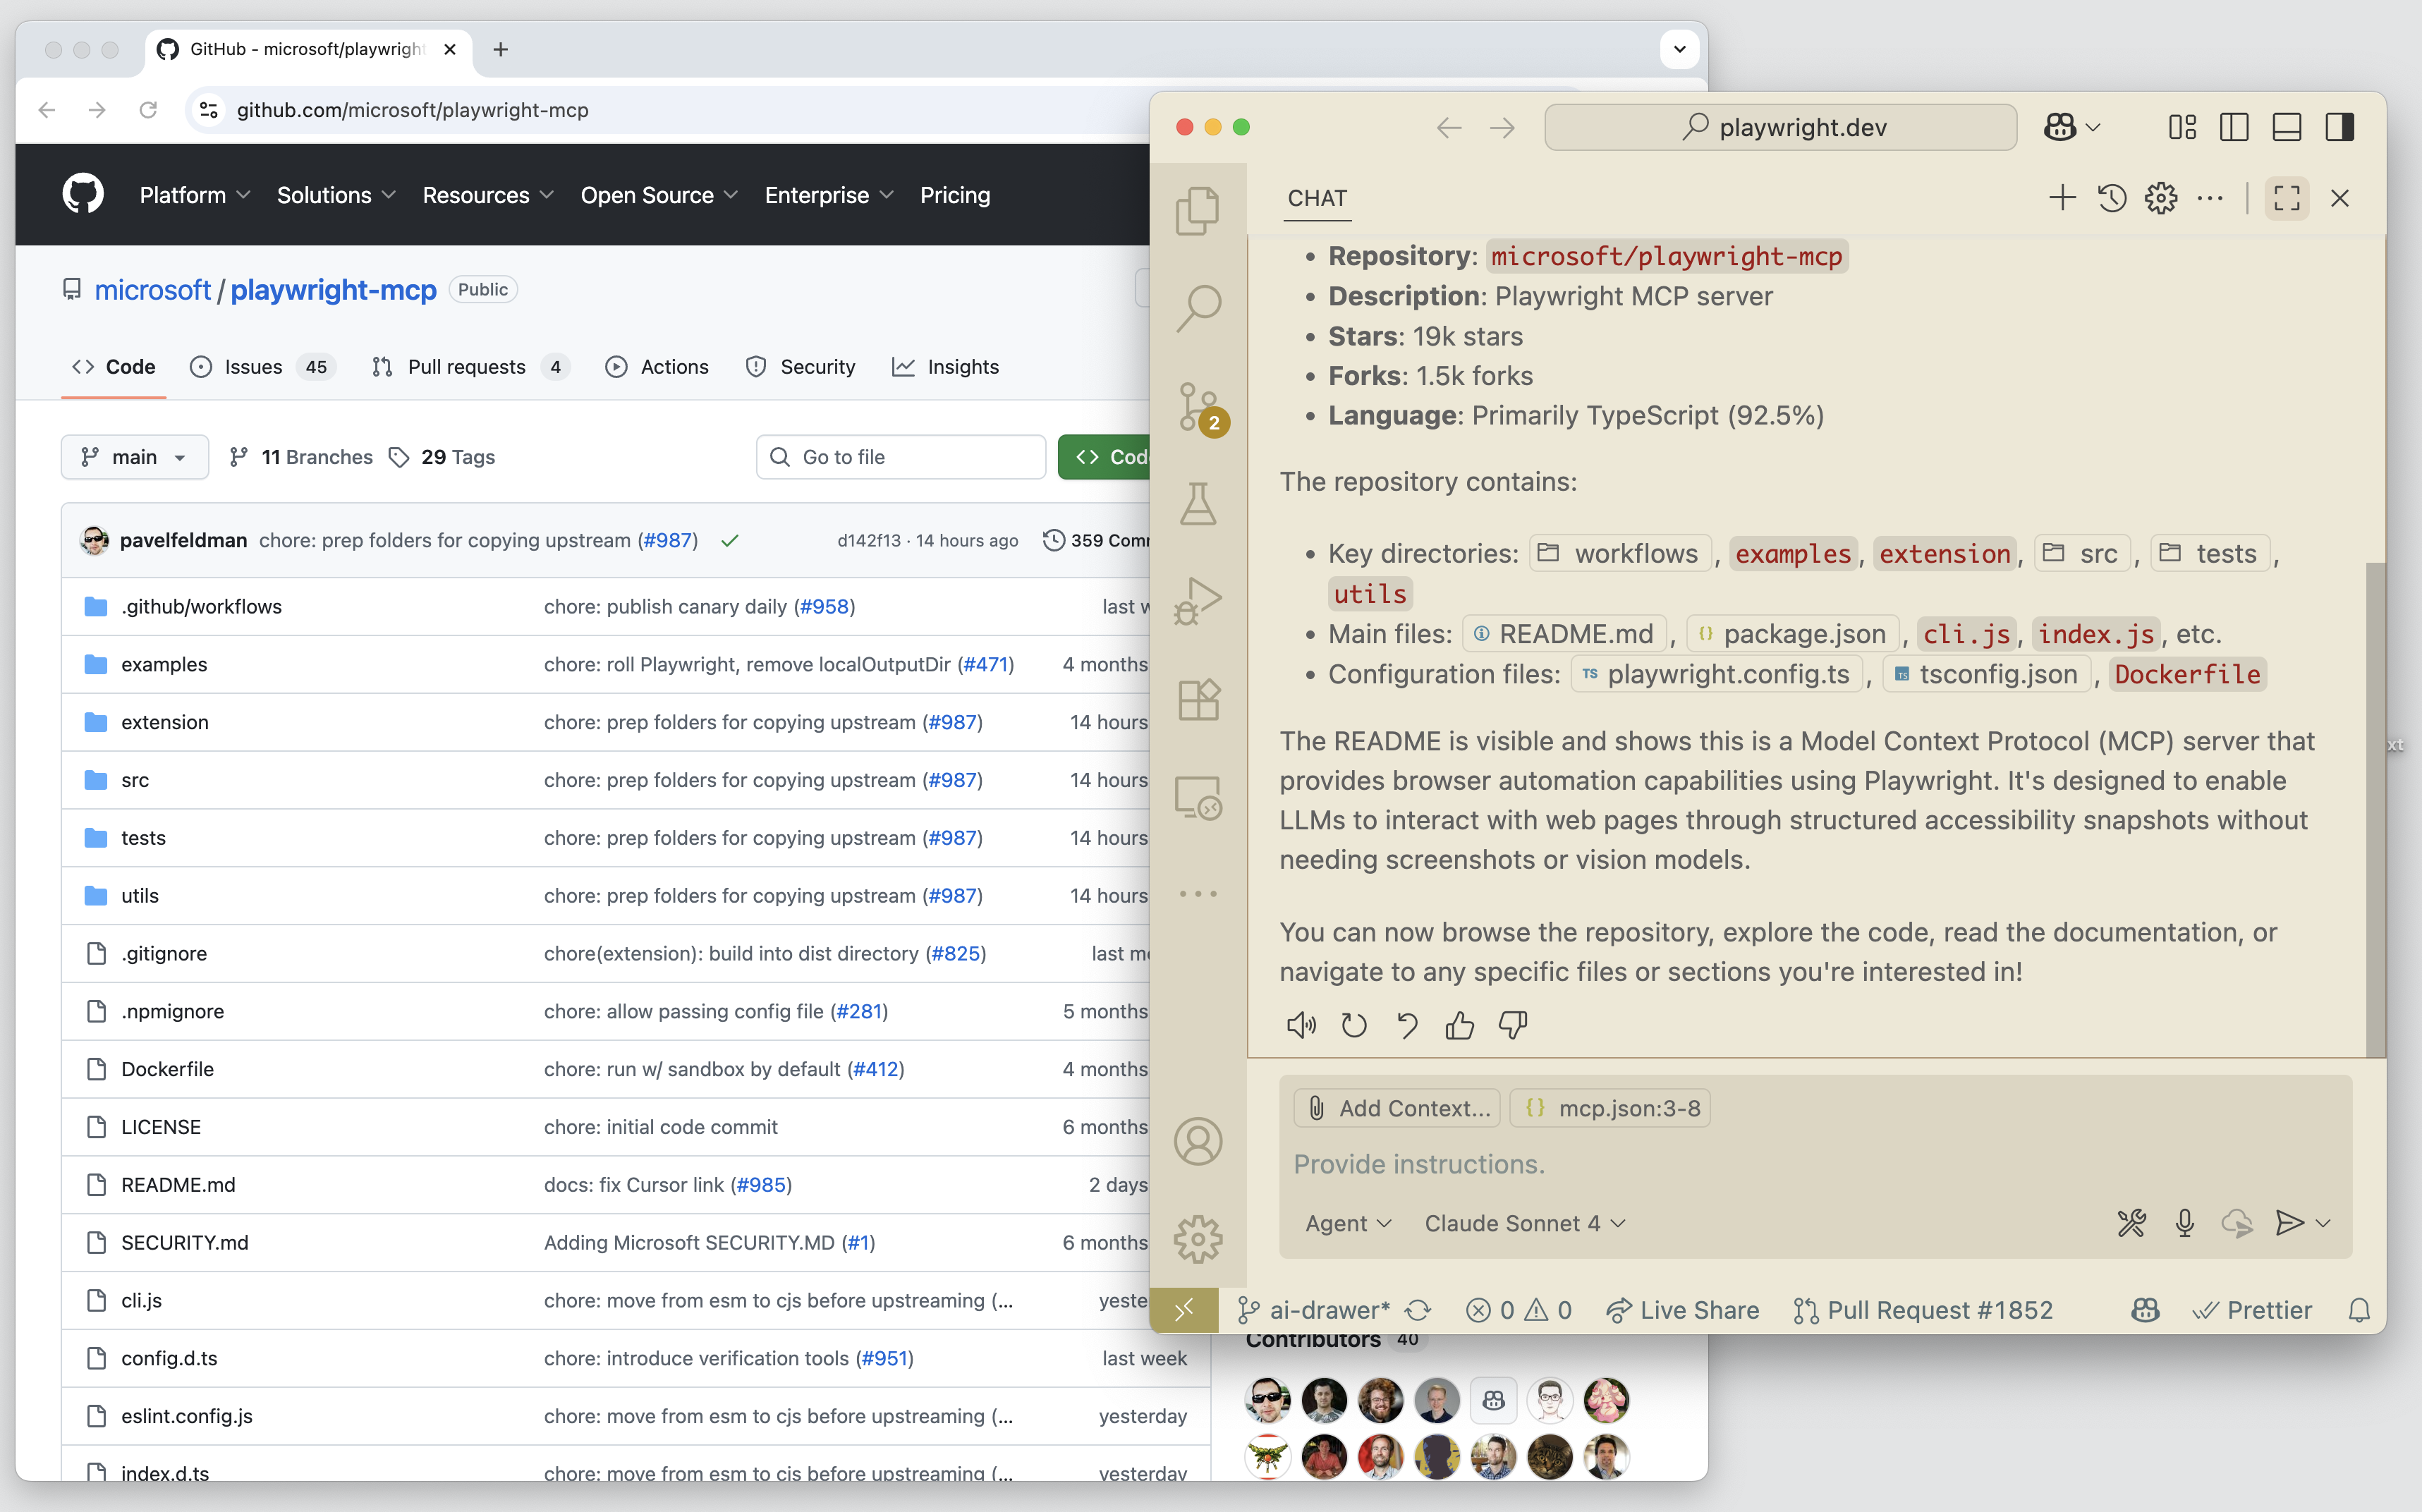 GitHub - microsoft/playwright
github.com/microsoft/playwright-mcp
Platform Solutions Resources Open Source Enterprise Pricing
microsoft / playwright-mcp Public
Code Issues 45 Pull requests 4 Actions Security Insights
main 11 Branches 29 Tags Go to file
pavelfeldman chore: prep folders for copying upstream (#987) d142f13 · 14 hours ago 359
.github/workflows chore: publish canary daily (#958) last
examples chore: roll Playwright, remove localOutputDir (#471) 4 months
extension chore: prep folders for copying upstream (#987) 14 hours
src chore: prep folders for copying upstream (#987) 14 hours
tests chore: prep folders for copying upstream (#987) 14 hours
utils chore: prep folders for copying upstream (#987) 14 hours
.gitignore chore(extension): build into dist directory (#825) last
.npmignore chore: allow passing config file (#281) 5 months
Dockerfile chore: run w/ sandbox by default (#412) 4 months
LICENSE chore: initial code commit 6 months
README.md docs: fix Cursor link (#985) 2 days
SECURITY.md Adding Microsoft SECURITY.MD (#1) 6 months
cli.js chore: move from esm to cjs before upstreaming (...
config.d.ts chore: introduce verification tools (#951) last week
eslint.config.js chore: move from esm to cjs before upstreaming (... yesterday
index.d.ts chore: move from esm to cjs before upstreaming (... yesterday
Contributors 40
playwright.dev
CHAT
2
• Repository: microsoft/playwright-mcp
• Description: Playwright MCP server
• Stars: 19k stars
• Forks: 1.5k forks
• Language: Primarily TypeScript (92.5%)
The repository contains:
• Key directories: workflows, examples, extension, src, tests,
utils
• Main files: README.md, {} package.json, cli.js, index.js, etc.
• Configuration files: TS playwright.config.ts, TS tsconfig.json, Dockerfile
The README is visible and shows this is a Model Context Protocol (MCP) server that
provides browser automation capabilities using Playwright. It's designed to enable
LLMs to interact with web pages through structured accessibility snapshots without
needing screenshots or vision models.
You can now browse the repository, explore the code, read the documentation, or
navigate to any specific files or sections you're interested in!
Add Context... {} mcp.json:3-8
Provide instructions.
Agent Claude Sonnet 4
ai-drawer* 0 0 Live Share Pull Request #1852 Prettier